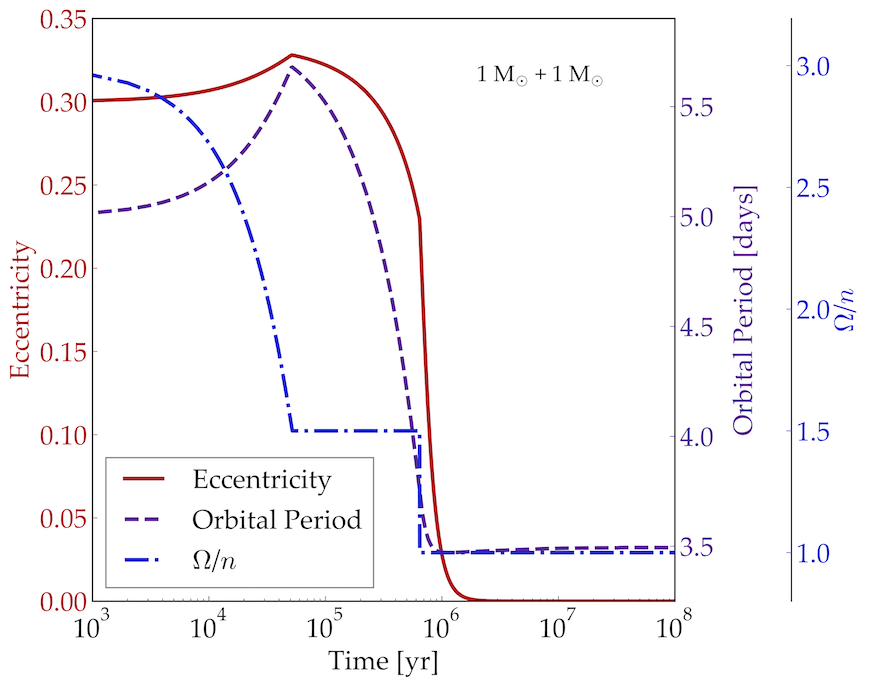 0.35
0.30
0.25
0.20
0.15
0.10
0.05
0.00
Eccentricity
1 M☉ + 1 M☉
Eccentricity
Orbital Period
Ω/n
10³ 10⁴ 10⁵ 10⁶ 10⁷ 10⁸
Time [yr]
5.5
5.0
4.5
4.0
3.5
Orbital Period [days]
3.0
2.5
2.0
1.5
1.0
Ω/n